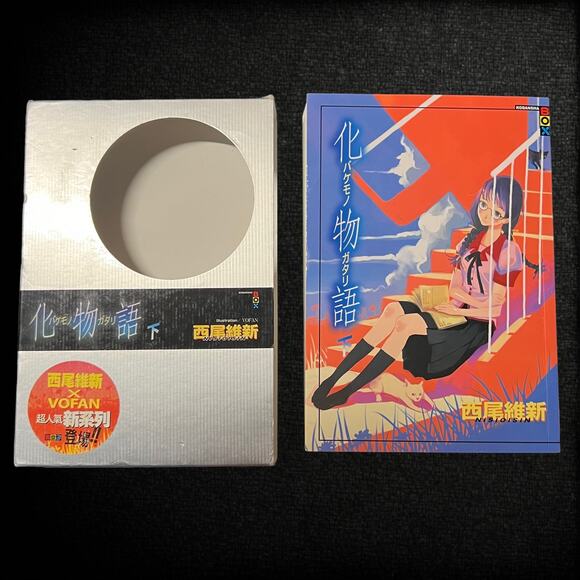 KODANSHA
BOX
化物語 下
バケモノ ガタリ
Illustration / VOFAN
西尾維新
NISIOISIN
西尾維新
×
VOFAN
超人氣新系列
登場!!
KODANSHA
BOX
化物語 下
バケモノ ガタリ
西尾維新
NISIOISIN